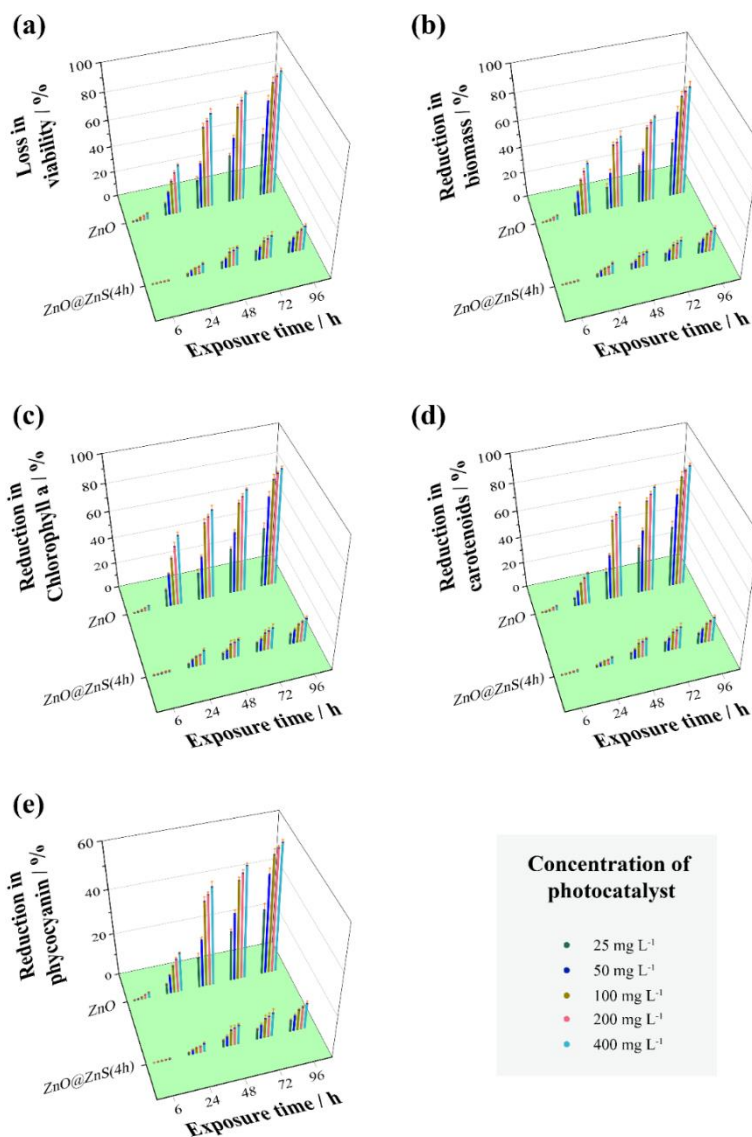 (a)
100
80
60
40
20
0
Loss in
viability / %
ZnO
ZnO@ZnS(4h)
6
24
48
72
96
Exposure time / h
(b)
100
80
60
40
20
0
Reduction in
biomass / %
ZnO
ZnO@ZnS(4h)
6
24
48
72
96
Exposure time / h
(c)
100
80
60
40
20
0
Reduction in
Chlorophyll a / %
ZnO
ZnO@ZnS(4h)
6
24
48
72
96
Exposure time / h
(d)
100
80
60
40
20
0
Reduction in
carotenoids / %
ZnO
ZnO@ZnS(4h)
6
24
48
72
96
Exposure time / h
(e)
60
40
20
0
Reduction in
phycocyanin / %
ZnO
ZnO@ZnS(4h)
6
24
48
72
96
Exposure time / h
Concentration of
photocatalyst
25 mg L⁻¹
50 mg L⁻¹
100 mg L⁻¹
200 mg L⁻¹
400 mg L⁻¹